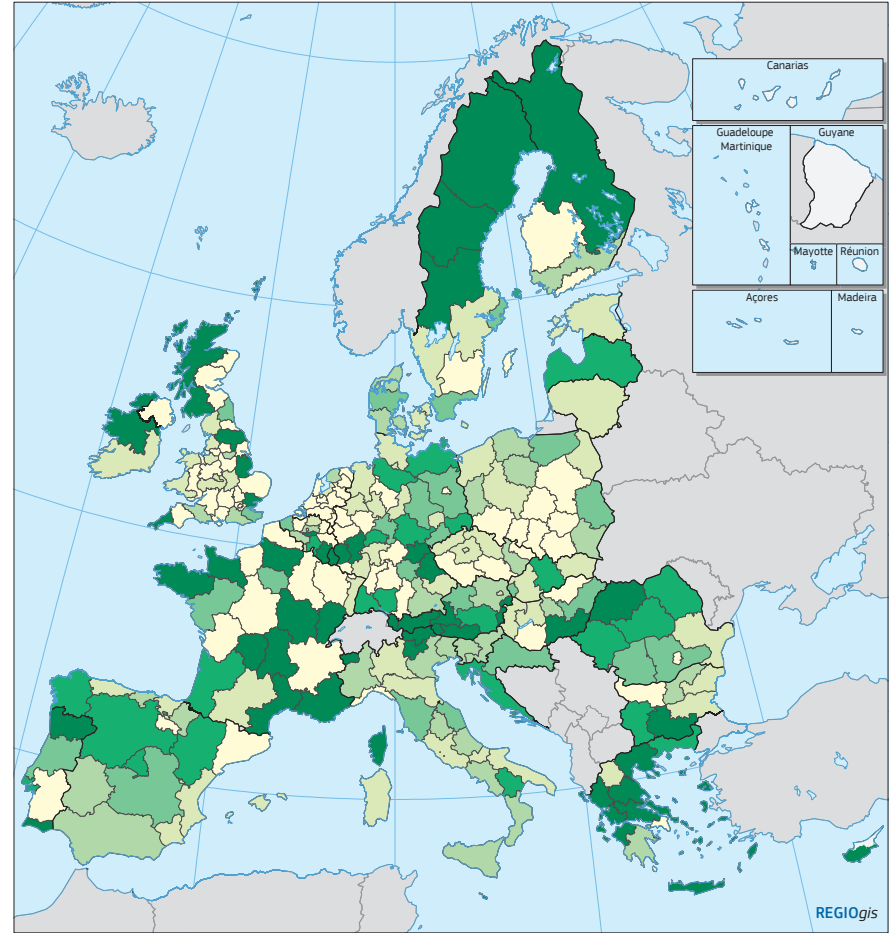 Canarias
Guadeloupe
Martinique
Guyane
Mayotte
Réunion
Açores
Madeira
REGIOgis